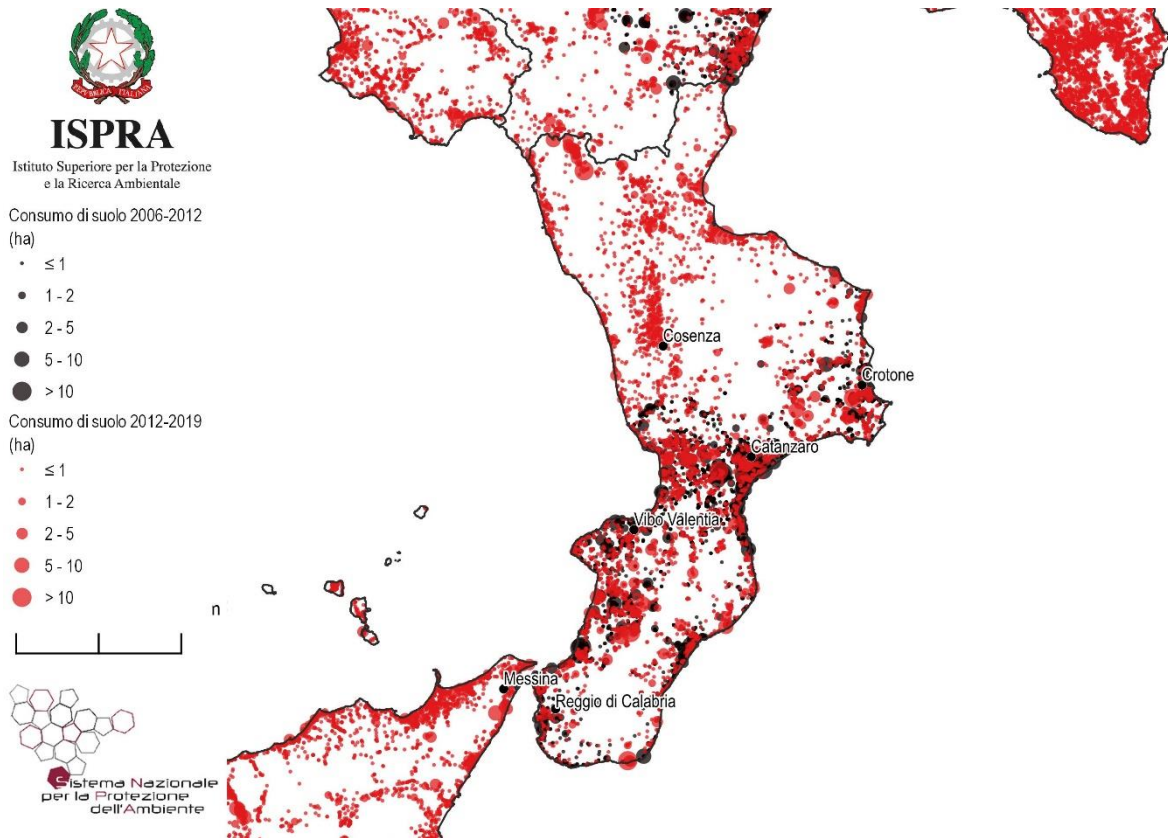 REPVBBLICA ITALIANA
ISPRA
Istituto Superiore per la Protezione
e la Ricerca Ambientale
Consumo di suolo 2006-2012
(ha)
≤ 1
1 - 2
2 - 5
5 - 10
> 10
Consumo di suolo 2012-2019
(ha)
≤ 1
1 - 2
2 - 5
5 - 10
> 10
n
Sistema Nazionale
per la Protezione
dell'Ambiente
Cosenza
Crotone
Catanzaro
Vibo Valentia
Messina
Reggio di Calabria